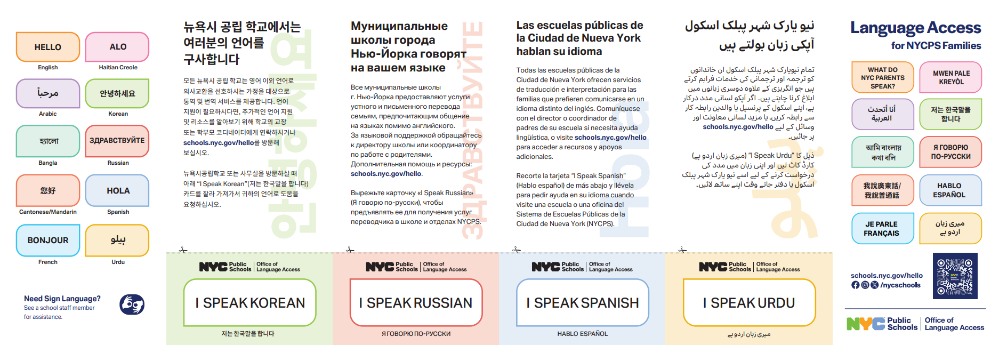 HELLO
English
ALO
Haitian Creole
مرحباً
Arabic
안녕하세요
Korean
হ্যালো
Bangla
ЗДРАВСТВУЙТЕ
Russian
您好
Cantonese/Mandarin
HOLA
Spanish
BONJOUR
French
ہیلو
Urdu
Need Sign Language?
See a school staff member
for assistance.
뉴욕시 공립 학교에서는
여러분의 언어를
구사합니다
안녕하세요
모든 뉴욕시 공립 학교는 영어 이외 언어로
의사교환을 선호하시는 가정을 대상으로
통역 및 번역 서비스를 제공합니다. 언어
지원이 필요하시다면, 추가적인 언어 지원
및 리소스를 알아보기 위해 학교의 교장
또는 학부모 코디네이터에게 연락하시거나
schools.nyc.gov/hello를 방문해
보십시오.
뉴욕시공립학교 또는 사무실을 방문하실 때
아래 “I Speak Korean”(저는 한국말을 합니다)
카드를 잘라 가져가서 귀하의 언어로 도움을
요청하십시오.
NYC Public Schools | Office of Language Access
I SPEAK KOREAN
저는 한국말을 합니다
Муниципальные
школы города
Нью-Йорка говорят
на вашем языке
ЗДРАВСТВУЙТЕ
Все муниципальные школы
г. Нью-Йорка предоставляют услуги
устного и письменного перевода
семьям, предпочитающим общение
на языках помимо английского.
За языковой поддержкой обращайтесь
к директору школы или координатору
по работе с родителями.
Дополнительная помощь и ресурсы:
schools.nyc.gov/hello.
Вырежьте карточку «I Speak Russian»
(Я говорю по-русски), чтобы
предъявлять ее для получения услуг
переводчика в школе и отделах NYCPS.
NYC Public Schools | Office of Language Access
I SPEAK RUSSIAN
Я ГОВОРЮ ПО-РУССКИ
Las escuelas públicas de
la Ciudad de Nueva York
hablan su idioma
Hola
Todas las escuelas públicas de la
Ciudad de Nueva York ofrecen servicios
de traducción e interpretación para las
familias que prefieren comunicarse en un
idioma distinto del inglés. Comuníquese
con el director o coordinador de
padres de su escuela si necesita ayuda
lingüística, o visite schools.nyc.gov/hello
para acceder a recursos y apoyos
adicionales.
Recorte la tarjeta “I Speak Spanish”
(Hablo español) de más abajo y llévela
para pedir ayuda en su idioma cuando
visite una escuela o una oficina del
Sistema de Escuelas Públicas de la
Ciudad de Nueva York (NYCPS).
NYC Public Schools | Office of Language Access
I SPEAK SPANISH
HABLO ESPAÑOL
نیو یارک شہر پبلک اسکول
آپکی زبان بولتے ہیں
ہیلو
تمام نیویارک شہر پبلک اسکول ان خاندانوں
کو ترجمہ اور ترجمانی کی خدمات فراہم کرتے
ہیں جو انگریزی کے علاوہ دوسری زبانوں میں
ابلاغ کرنا چاہتے ہیں۔ اگر آپکو لسانی مدد درکار
ہے، اپنے اسکول کے پرنسپل یا والدین رابطہ کار
سے رابطہ کریں، یا مزید لسانی معاونت اور
وسائل کے لیے schools.nyc.gov/hello
پر جائیں۔
ذیل کا "I Speak Urdu" (میری زبان اردو ہے)
کارڈ کاٹ لیں اور اپنی زبان میں مدد کی
درخواست کرنے کے لیے اسے نیو یارک شہر پبلک
اسکول یا دفتر جاتے وقت اپنے ساتھ لائیں۔
NYC Public Schools | Office of Language Access
I SPEAK URDU
میری زبان اردو ہے
Language Access
for NYCPS Families
WHAT DO
NYC PARENTS
SPEAK?
MWEN PALE
KREYÒL
أنا أتحدث
العربية
저는 한국말을
합니다
আমি বাংলায়
কথা বলি
Я ГОВОРЮ
ПО-РУССКИ
我說廣東話/
我說普通話
HABLO
ESPAÑOL
JE PARLE
FRANÇAIS
میری زبان
اردو ہے
schools.nyc.gov/hello
/nycschools
NYC Public Schools | Office of Language Access